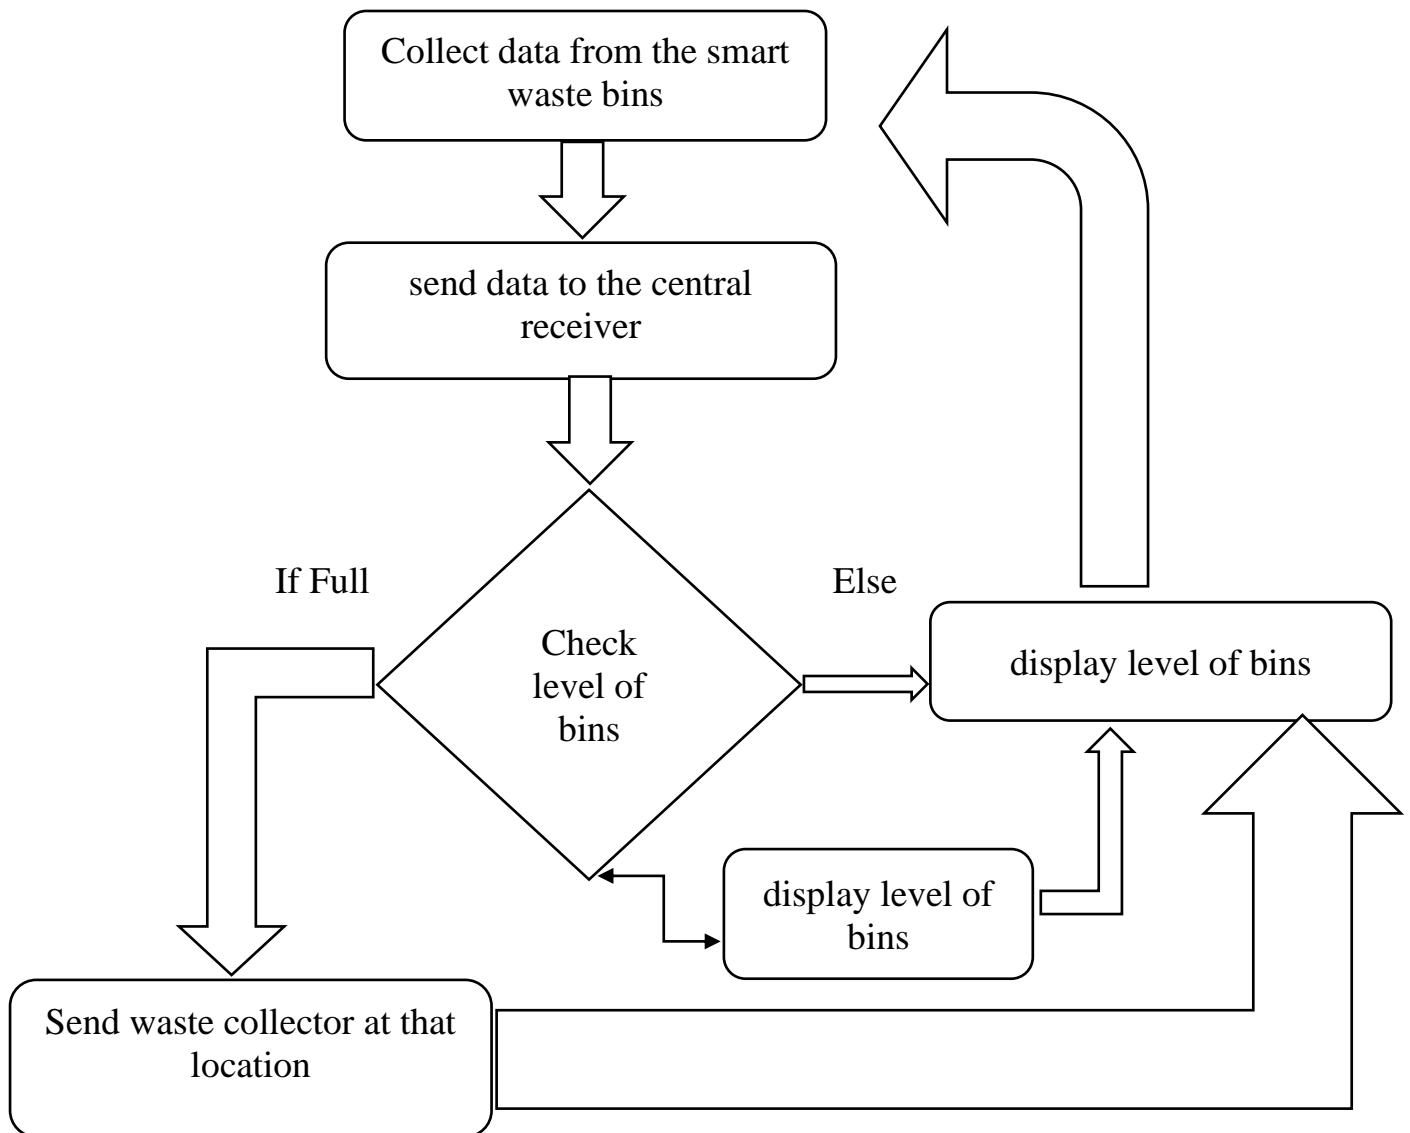 Collect data from the smart
waste bins
send data to the central
receiver
If Full
Else
Check
level of
bins
display level of bins
display level of
bins
Send waste collector at that
location